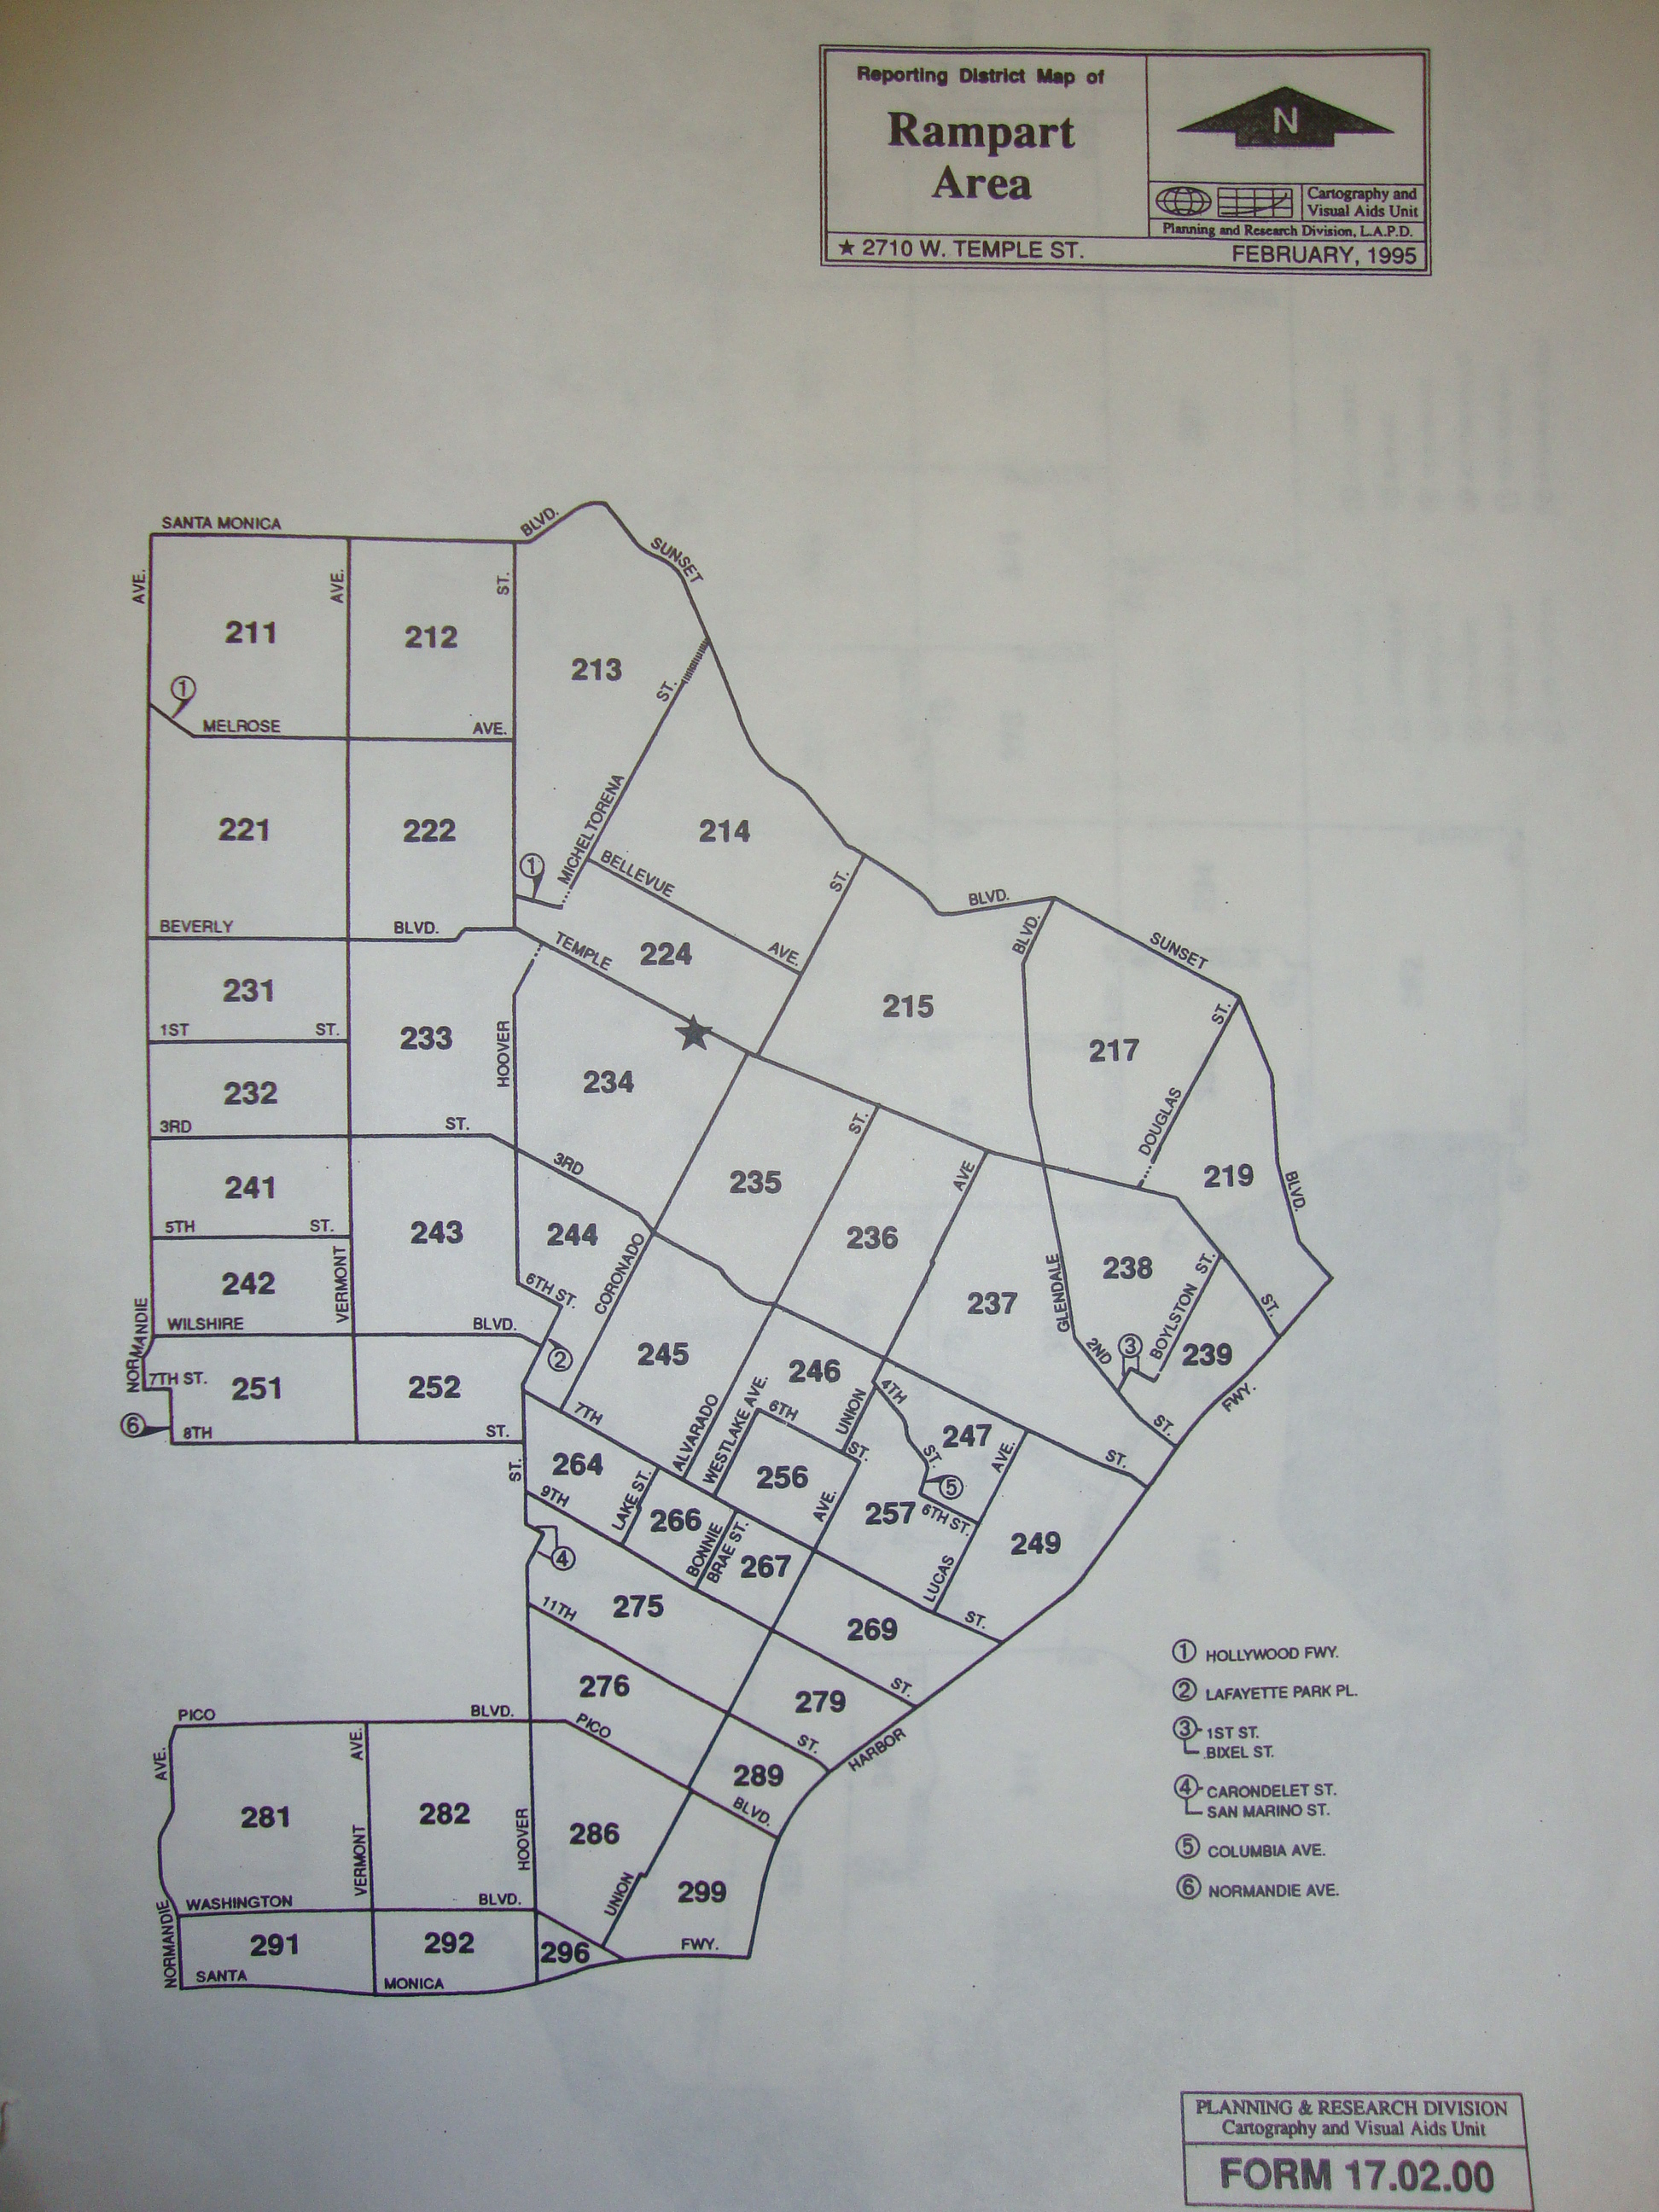 Reporting District Map of
Rampart
Area
N
Cartography and
Visual Aids Unit
Planning and Research Division, L.A.P.D.
★ 2710 W. TEMPLE ST.
FEBRUARY, 1995
SANTA MONICA
BLVD.
SUNSET
AVE.
AVE.
ST.
211
212
213
ST.
1
MELROSE
AVE.
MICHELTORENA
221
222
214
1
BELLEVUE
ST.
BLVD.
BLVD.
SUNSET
BEVERLY
BLVD.
TEMPLE
224
AVE.
231
215
ST.
1ST
ST.
233
HOOVER
217
234
232
DOUGLAS
3RD
ST.
ST.
3RD
235
AVE
219
BLVD.
241
5TH
ST.
243
244
236
242
VERMONT
6TH ST.
CORONADO
237
GLENDALE
238
ST.
ST.
BOYLSTON
NORMANDIE
WILSHIRE
BLVD.
2
245
246
2ND
3
239
7TH ST.
251
252
FWY.
6
8TH
ST.
7TH
ALVARADO
WESTLAKE AVE.
6TH
UNION
4TH
ST.
247
ST.
AVE.
ST.
ST.
ST.
264
256
5
9TH
LAKE ST.
266
AVE.
257
6TH ST.
249
BONNIE
BRAE ST.
267
4
LUCAS
275
11TH
269
ST.
276
279
ST.
PICO
BLVD.
PICO
ST.
HARBOR
AVE.
AVE.
289
BLVD.
281
282
HOOVER
286
VERMONT
UNION
299
WASHINGTON
BLVD.
NORMANDIE
291
292
296
FWY.
SANTA
MONICA
1 HOLLYWOOD FWY.
2 LAFAYETTE PARK PL.
3 1ST ST.
BIXEL ST.
4 CARONDELET ST.
SAN MARINO ST.
5 COLUMBIA AVE.
6 NORMANDIE AVE.
PLANNING & RESEARCH DIVISION
Cartography and Visual Aids Unit
FORM 17.02.00